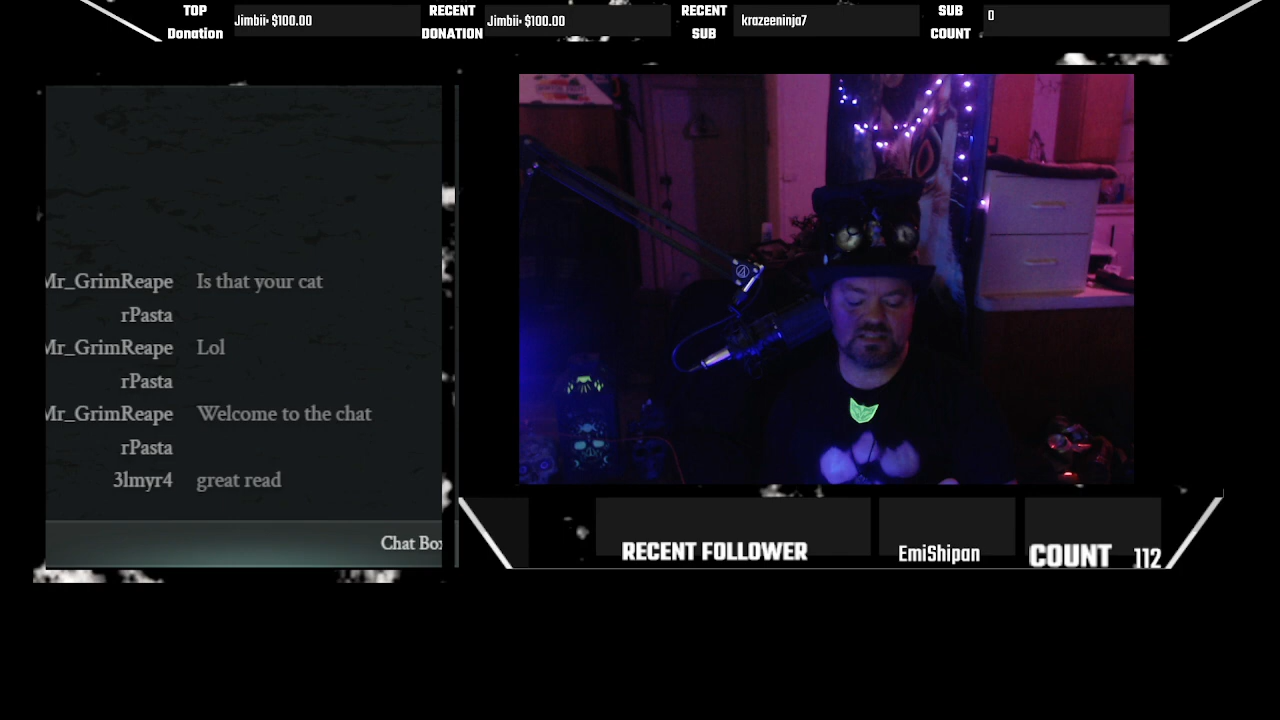 TOP
Donation
Jimbii: $100.00
RECENT
DONATION
Jimbii: $100.00
RECENT
SUB
krazeeninja7
SUB
COUNT
0
Mr_GrimReape
rPasta
Is that your cat
Mr_GrimReape
rPasta
Lol
Mr_GrimReape
rPasta
Welcome to the chat
3lmyr4
great read
Chat Box
RECENT FOLLOWER
EmiShipan
COUNT
112